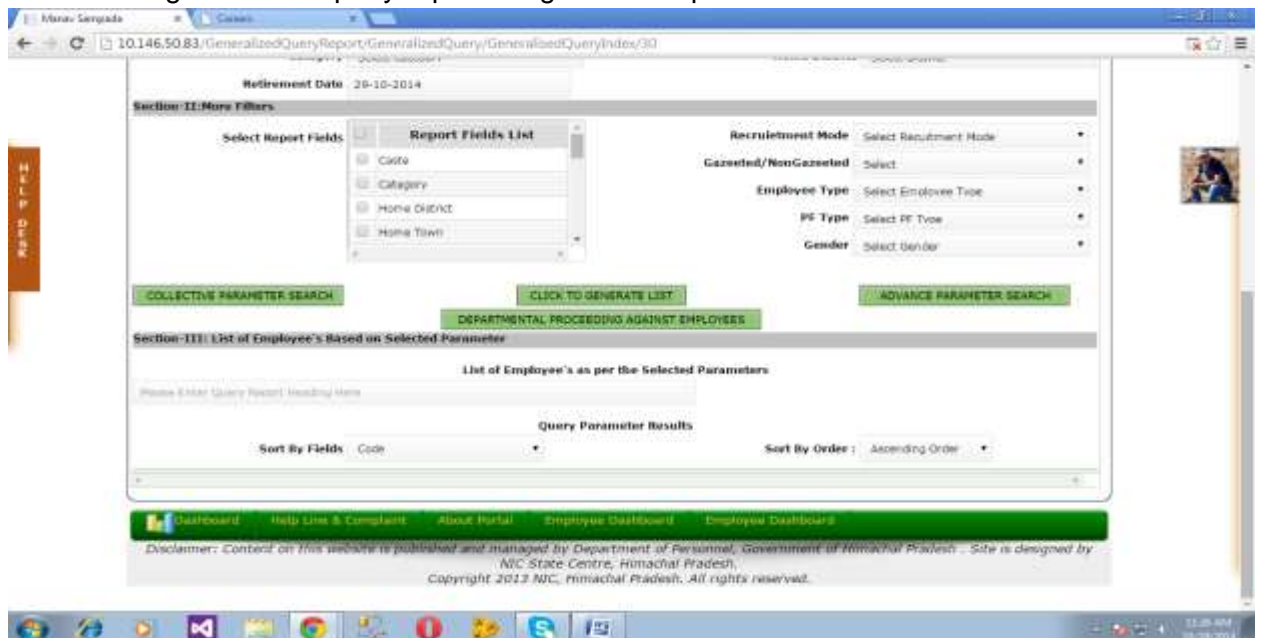 Manav Sampada
Careers
10.146.50.83/GeneralizedQueryReport/GeneralizedQuery/GeneralizedQueryIndex/30
Retirement Date 29-10-2014
Section-II:More Filters
Select Report Fields
Report Fields List
Caste
Category
Home District
Home Town
Recruietment Mode Select Recuitment Mode
Gazeeted/NonGazeeted Select
Employee Type Select Employee Type
PF Type Select PF Type
Gender Select Gender
HELP DESK
COLLECTIVE PARAMETER SEARCH
CLICK TO GENERATE LIST
ADVANCE PARAMETER SEARCH
DEPARTMENTAL PROCEEDING AGAINST EMPLOYEES
Section-III: List of Employee's Based on Selected Parameter
List of Employee's as per the Selected Parameters
Please Enter Query Report Heading Here
Query Parameter Results
Sort By Fields Code
Sort By Order : Ascending Order
Dashboard Help Line & Complaint About Portal Employee Dashboard Employee Dashboard
Disclaimer: Content on this website is published and managed by Department of Personnel, Government of Himachal Pradesh . Site is designed by
NIC State Centre, Himachal Pradesh.
Copyright 2013 NIC, Himachal Pradesh. All rights reserved.